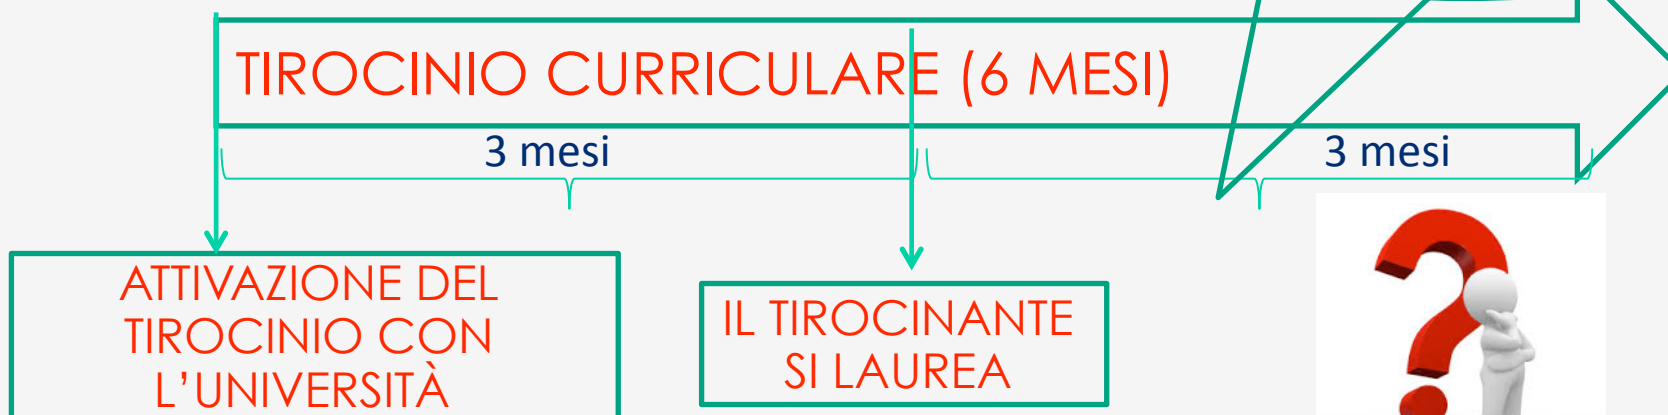 TIROCINIO CURRICULARE (6 MESI)
3 mesi
3 mesi
ATTIVAZIONE DEL
TIROCINIO CON
L'UNIVERSITÀ
IL TIROCINANTE
SI LAUREA